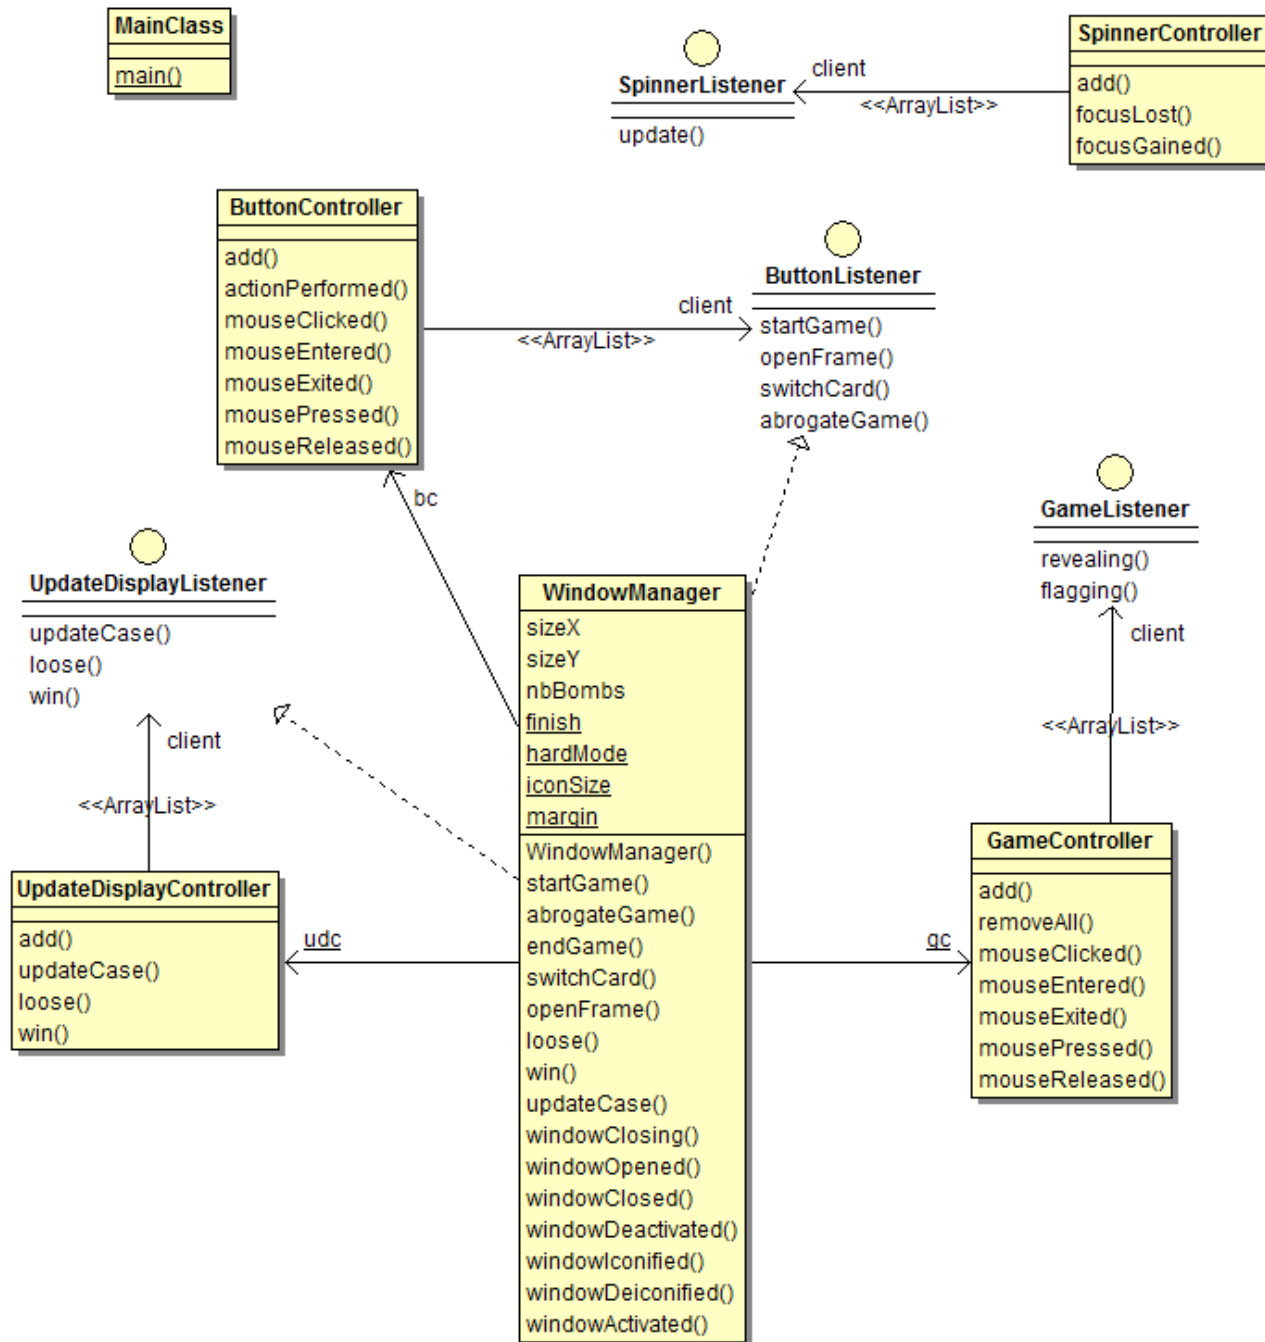 MainClass
main()
SpinnerListener
update()
client
<<ArrayList>>
SpinnerController
add()
focusLost()
focusGained()
ButtonController
add()
actionPerformed()
mouseClicked()
mouseEntered()
mouseExited()
mousePressed()
mouseReleased()
client
<<ArrayList>>
ButtonListener
startGame()
openFrame()
switchCard()
abrogateGame()
bc
GameListener
revealing()
flagging()
client
<<ArrayList>>
UpdateDisplayListener
updateCase()
loose()
win()
client
<<ArrayList>>
WindowManager
sizeX
sizeY
nbBombs
finish
hardMode
iconSize
margin
WindowManager()
startGame()
abrogateGame()
endGame()
switchCard()
openFrame()
loose()
win()
updateCase()
windowClosing()
windowOpened()
windowClosed()
windowDeactivated()
windowIconified()
windowDeiconified()
windowActivated()
UpdateDisplayController
add()
updateCase()
loose()
win()
udc
gc
GameController
add()
removeAll()
mouseClicked()
mouseEntered()
mouseExited()
mousePressed()
mouseReleased()